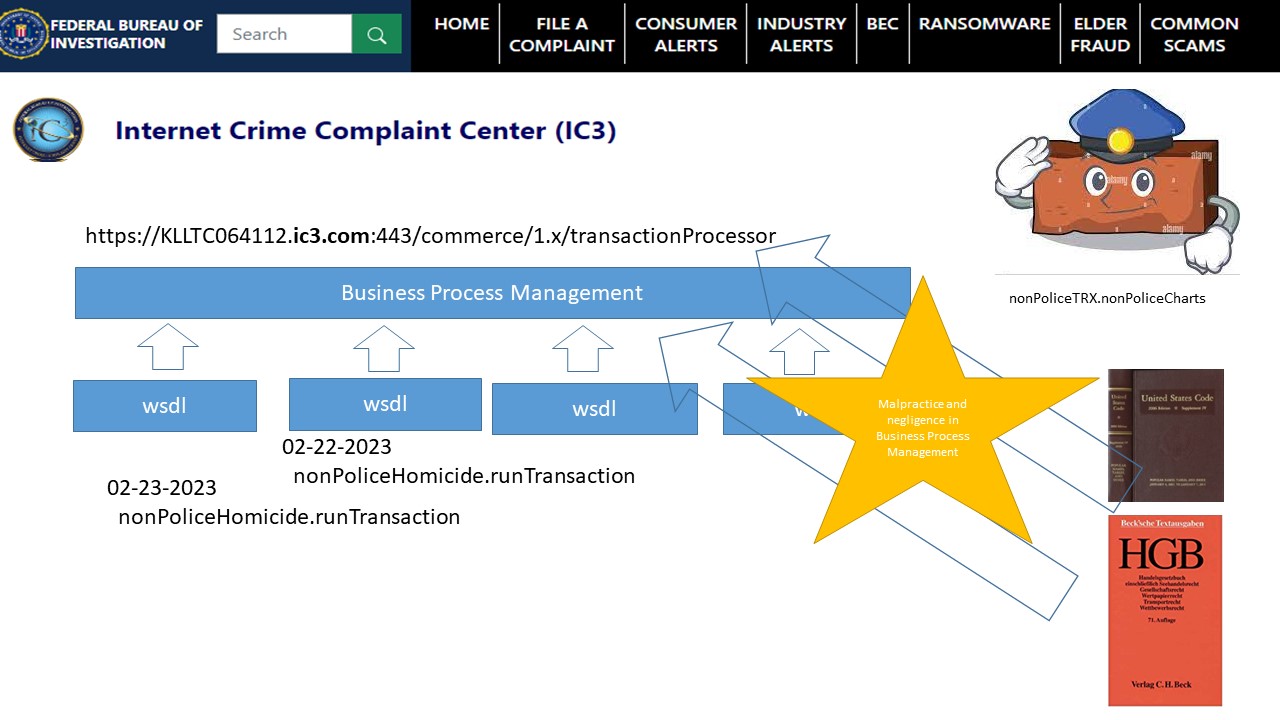 FEDERAL BUREAU OF
INVESTIGATION
Search
HOME
FILE A
COMPLAINT
CONSUMER
ALERTS
INDUSTRY
ALERTS
BEC
RANSOMWARE
ELDER
FRAUD
COMMON
SCAMS
Internet Crime Complaint Center (IC3)
alamy
alamy
alamy
https://KLLTC064112.ic3.com:443/commerce/1.x/transactionProcessor
Business Process Management
nonPoliceTRX.nonPoliceCharts
wsdl
wsdl
wsdl
w
Malpractice and
negligence in
Business Process
Management
02-22-2023
nonPoliceHomicide.runTransaction
02-23-2023
nonPoliceHomicide.runTransaction
United
States
Code
United States Code
Beck'sche Textausgaben
HGB
Handelsgesetzbuch
einschließlich Seehandelsrecht
Gesellschaftsrecht
Wertpapierrecht
Transportrecht
Wettbewerbsrecht
71. Auflage
Verlag C. H. Beck